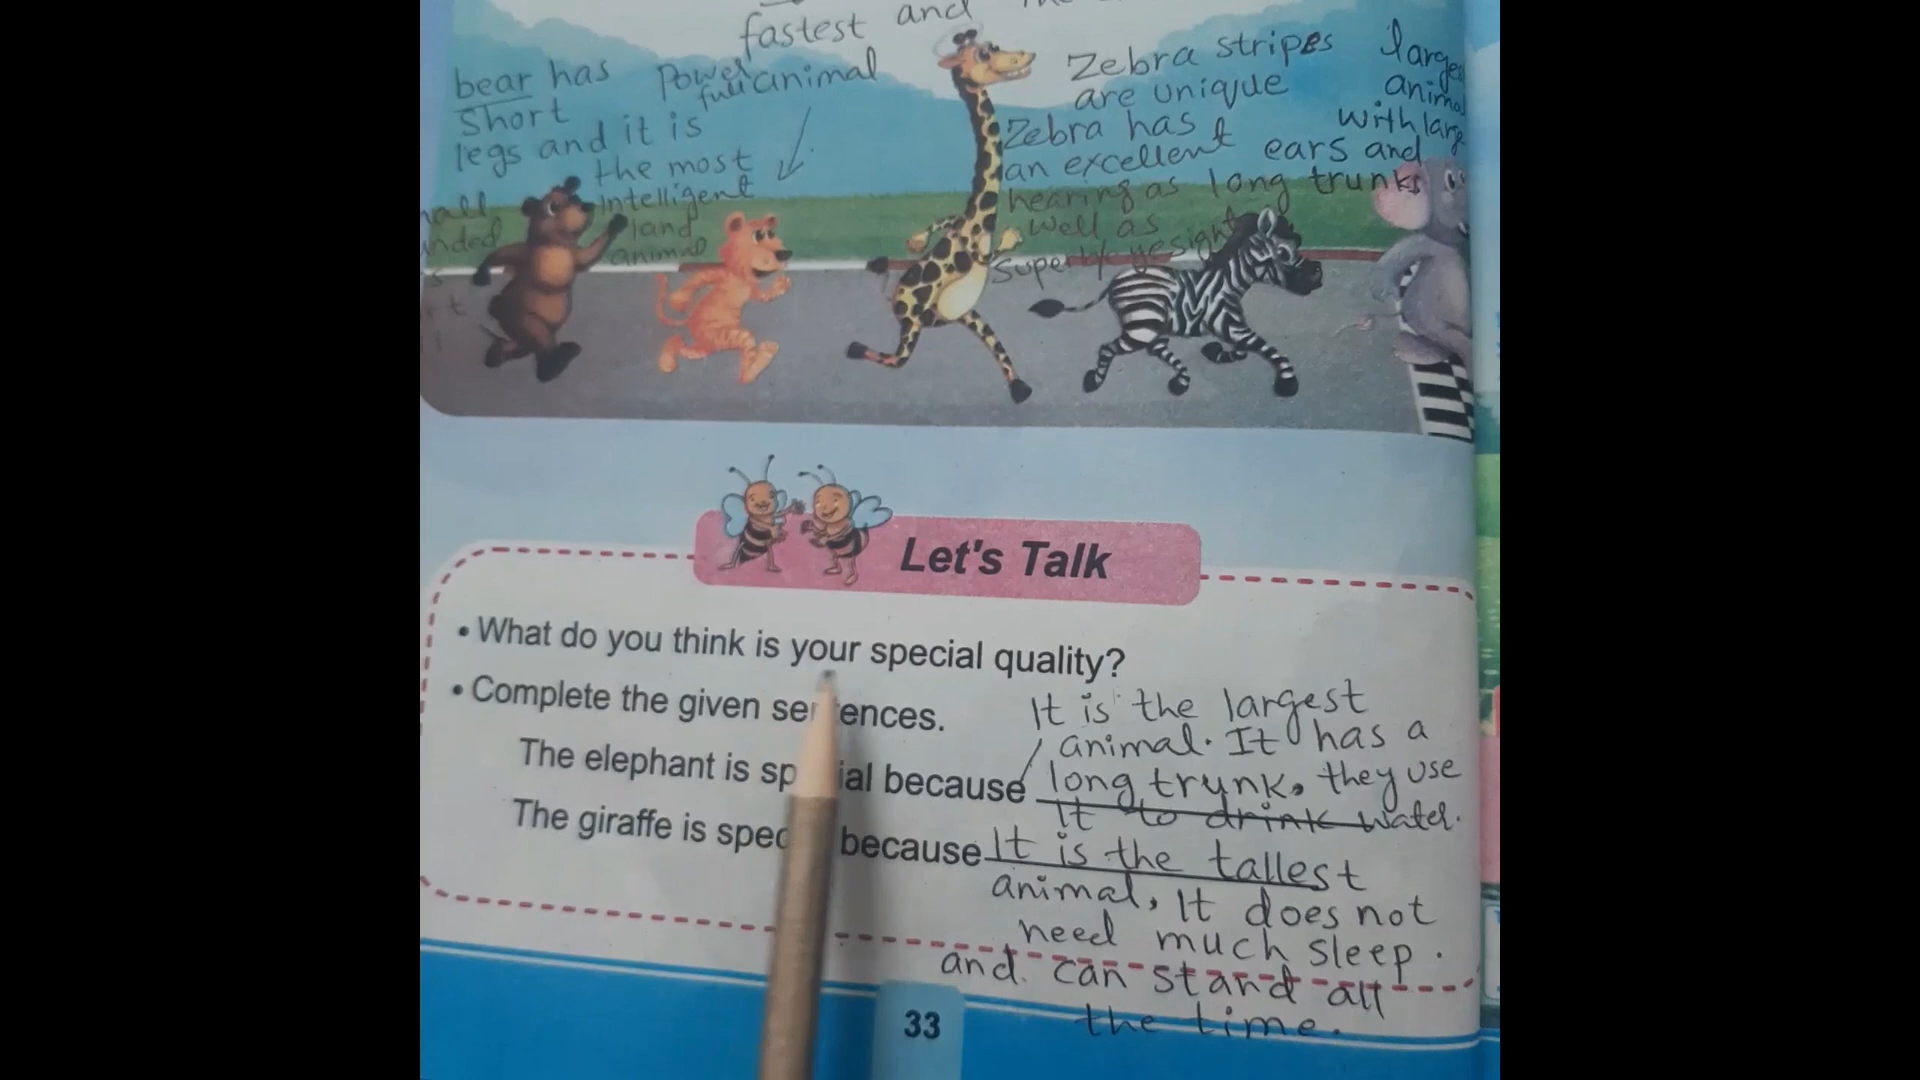 fastest and
bear has
short
legs and it is
the most
intelligent
land
animal
Powerfull animal
Zebra stripes
are unique
Zebra has
an excellent
hearing as
well as
Superb eyesight
large
animal
with large
ears and
long trunks
Let's Talk
• What do you think is your special quality?
• Complete the given sentences.
The elephant is special because It is the largest
animal. It has a
long trunk, they use
It to drink water.
The giraffe is special because It is the tallest
animal, It does not
need much sleep.
and can stand all
the time.
33